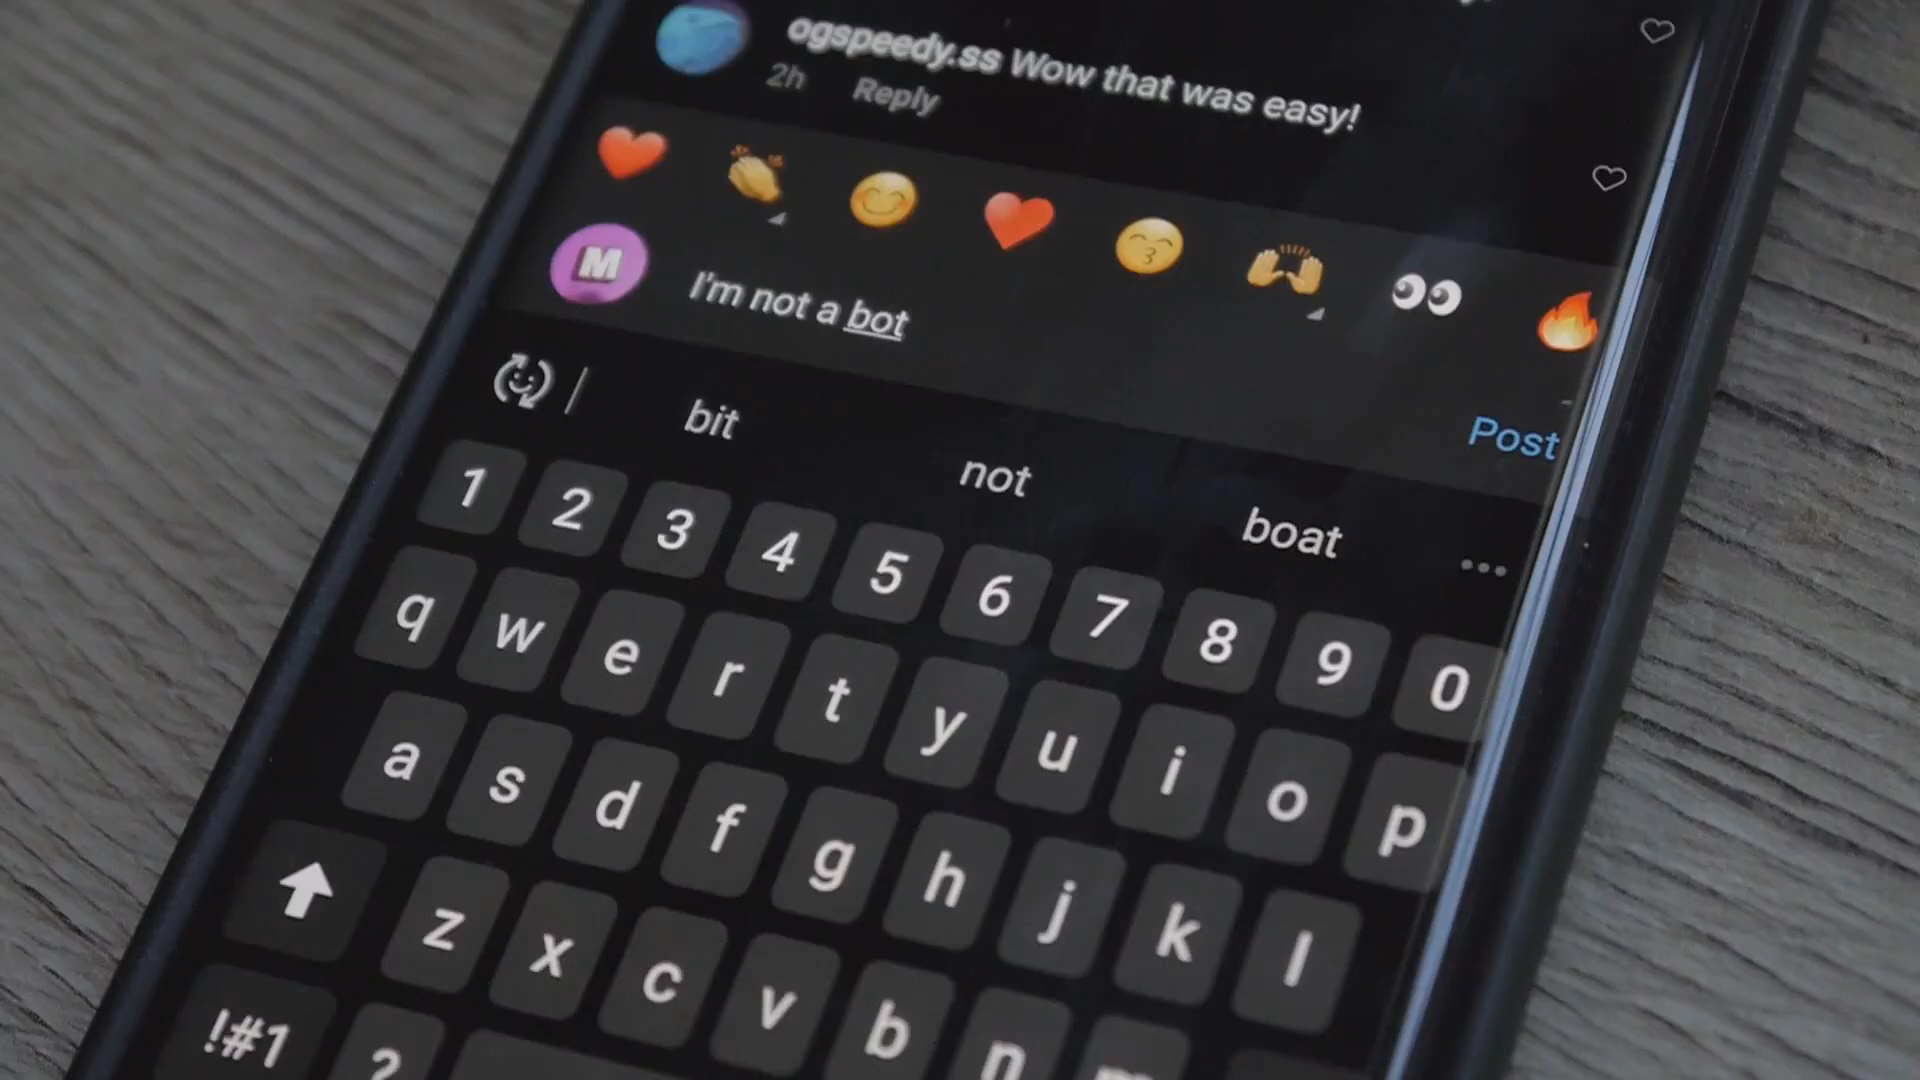 ogspeedy.ss Wow that was easy!
2h Reply
M I'm not a bot
Post
bit not boat
1 2 3 4 5 6 7 8 9 0
q w e r t y u i o p
a s d f g h j k l
z x c v b n m
!#1 ?